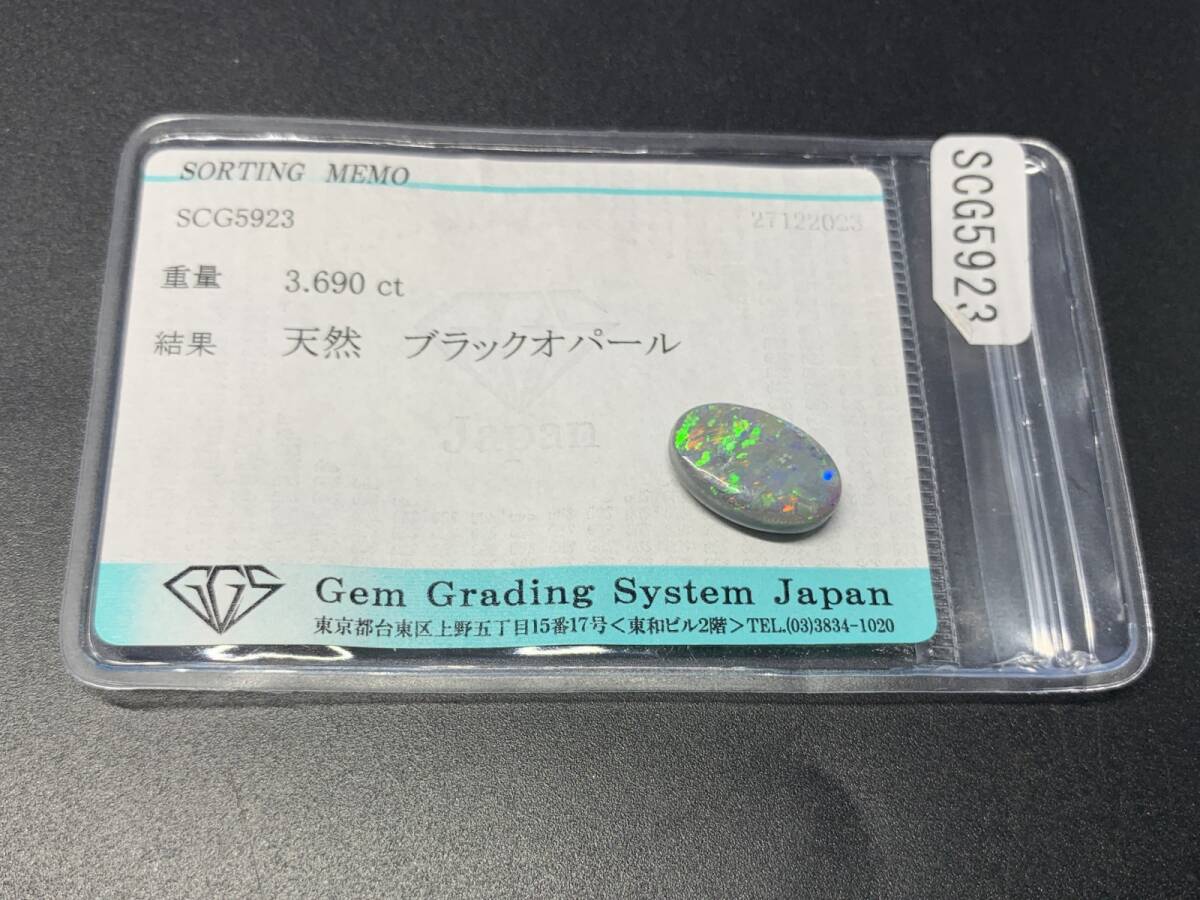 SORTING MEMO
SCG5923 27122023
重量 3.690 ct
結果 天然 ブラックオパール
Japan
GGS Gem Grading System Japan
東京都台東区上野五丁目15番17号<東和ビル2階>TEL.(03)3834-1020
SCG5923